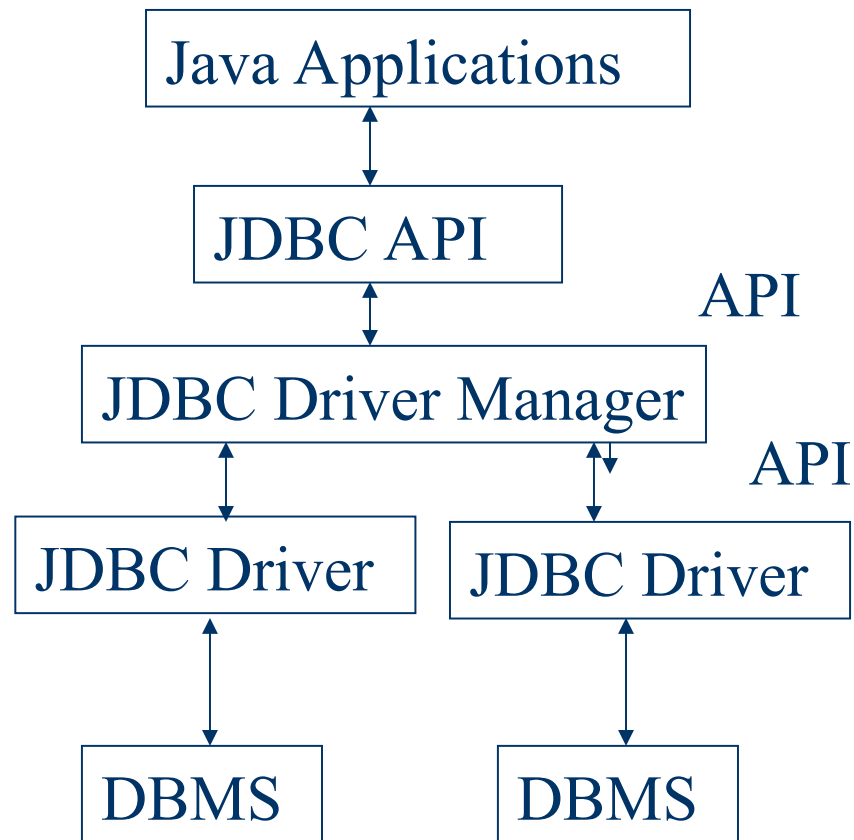 Java Applications
JDBC API
API
JDBC Driver Manager
API
JDBC Driver
JDBC Driver
DBMS
DBMS